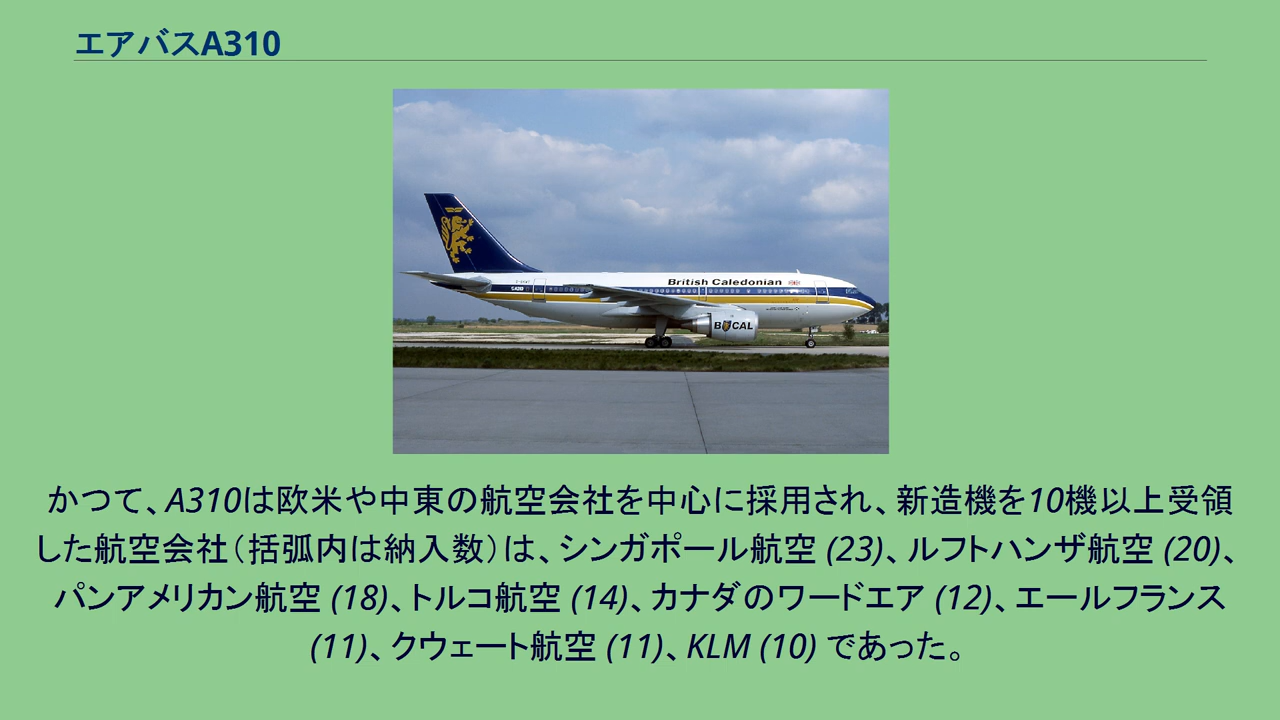 エアバスA310
British Caledonian
B CAL
かつて、A310は欧米や中東の航空会社を中心に採用され、新造機を10機以上受領
した航空会社（括弧内は納入数）は、シンガポール航空 (23)、ルフトハンザ航空 (20)、
パンアメリカン航空 (18)、トルコ航空 (14)、カナダのワードエア (12)、エールフランス
(11)、クウェート航空 (11)、KLM (10) であった。